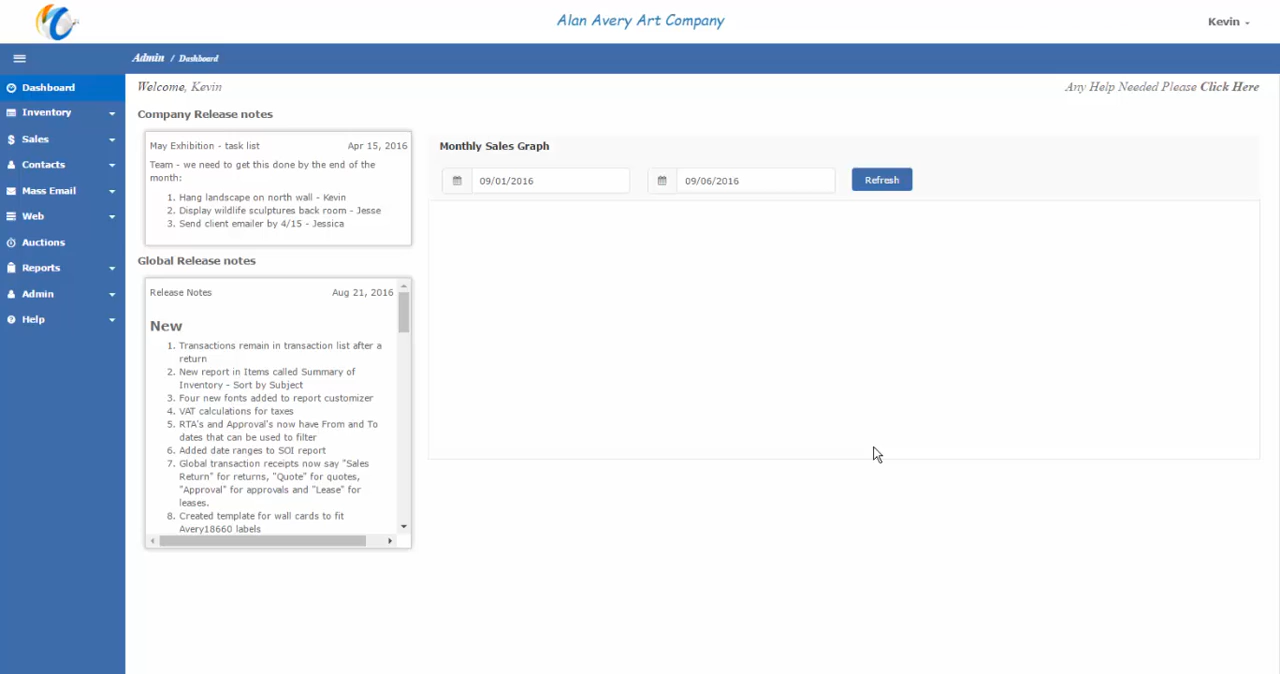 Alan Avery Art Company
Kevin
Admin / Dashboard
Dashboard
Inventory
Sales
Contacts
Mass Email
Web
Auctions
Reports
Admin
Help
Welcome, Kevin
Any Help Needed Please Click Here
Company Release notes
May Exhibition - task list Apr 15, 2016
Team - we need to get this done by the end of the
month:
1. Hang landscape on north wall - Kevin
2. Display wildlife sculptures back room - Jesse
3. Send client emailer by 4/15 - Jessica
Global Release notes
Release Notes Aug 21, 2016
New
1. Transactions remain in transaction list after a
return
2. New report in Items called Summary of
Inventory - Sort by Subject
3. Four new fonts added to report customizer
4. VAT calculations for taxes
5. RTA's and Approval's now have From and To
dates that can be used to filter
6. Added date ranges to SOI report
7. Global transaction receipts now say "Sales
Return" for returns, "Quote" for quotes,
"Approval" for approvals and "Lease" for
leases.
8. Created template for wall cards to fit
Avery18660 labels
Monthly Sales Graph
09/01/2016
09/06/2016
Refresh